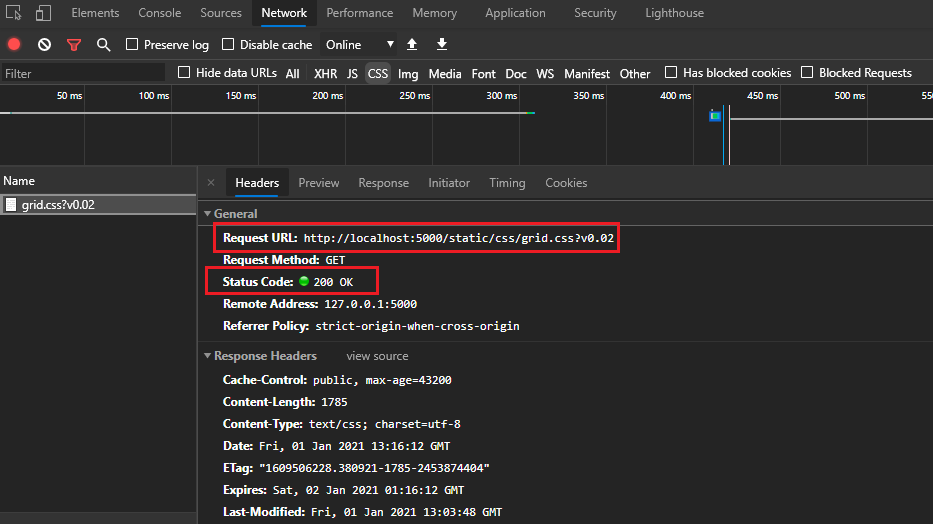 Elements Console Sources Network Performance Memory Application Security Lighthouse
Preserve log Disable cache Online
Filter Hide data URLs All XHR JS CSS Img Media Font Doc WS Manifest Other Has blocked cookies Blocked Requests
50 ms 100 ms 150 ms 200 ms 250 ms 300 ms 350 ms 400 ms 450 ms 500 ms
Name × Headers Preview Response Initiator Timing Cookies
grid.css?v0.02
General
Request URL: http://localhost:5000/static/css/grid.css?v0.02
Request Method: GET
Status Code: 200 OK
Remote Address: 127.0.0.1:5000
Referrer Policy: strict-origin-when-cross-origin
Response Headers view source
Cache-Control: public, max-age=43200
Content-Length: 1785
Content-Type: text/css; charset=utf-8
Date: Fri, 01 Jan 2021 13:16:12 GMT
ETag: "1609506228.380921-1785-2453874404"
Expires: Sat, 02 Jan 2021 01:16:12 GMT
Last-Modified: Fri, 01 Jan 2021 13:03:48 GMT